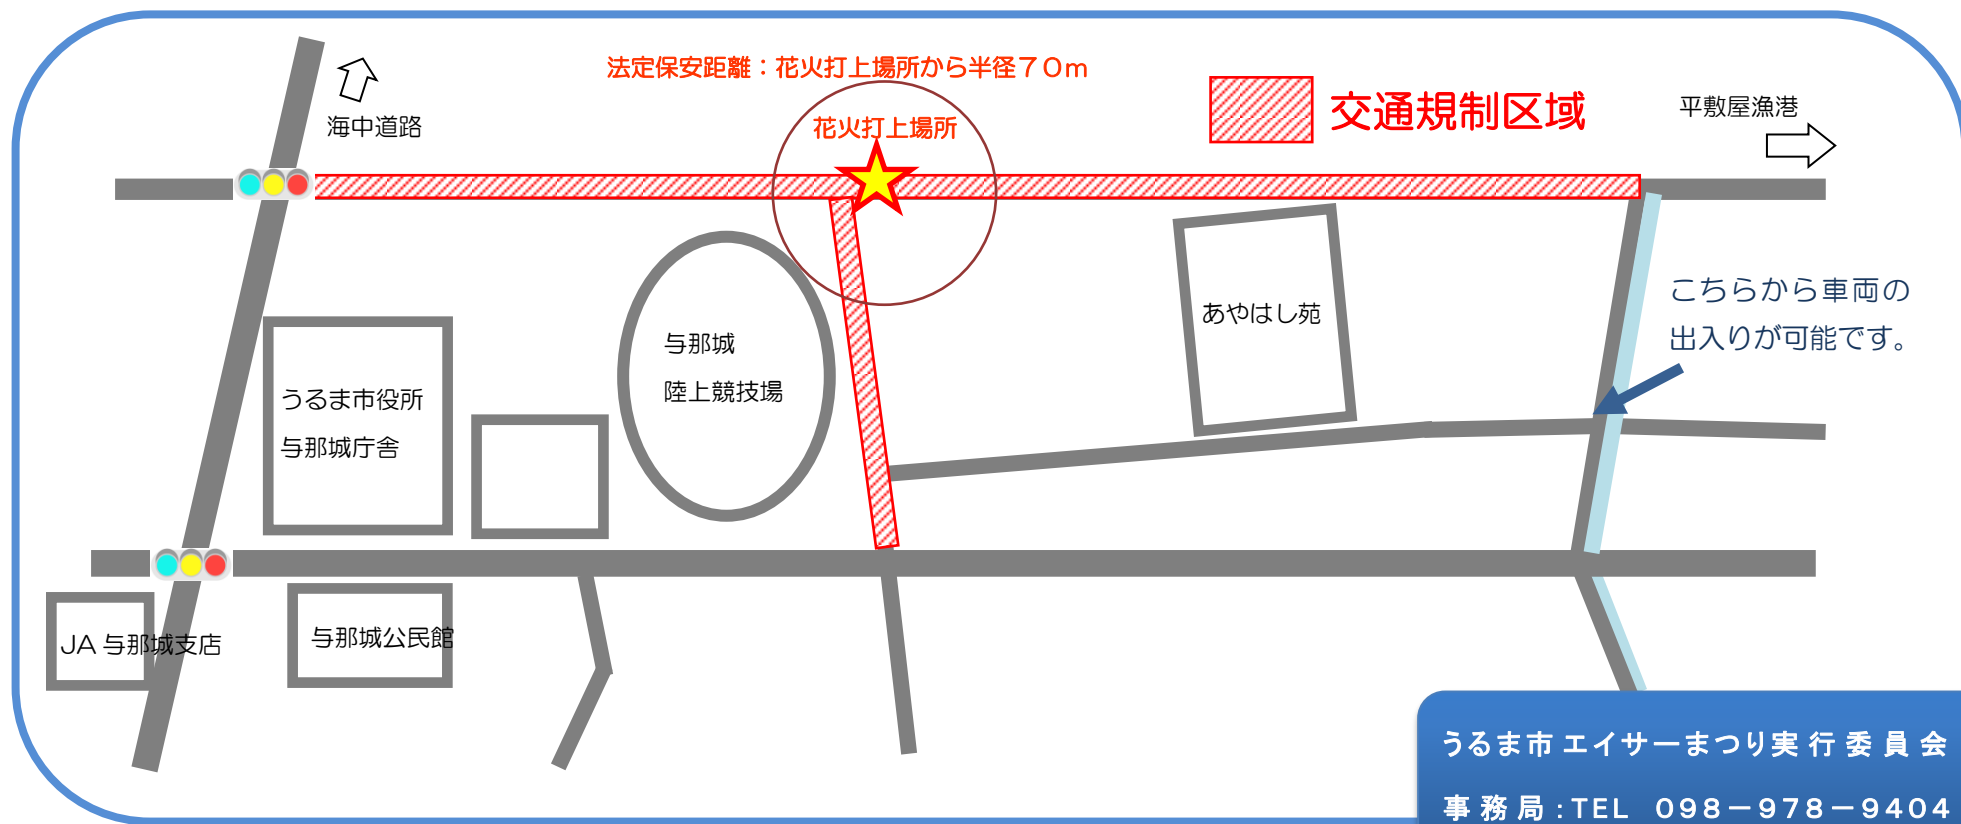 法定保安距離：花火打上場所から半径７０ｍ
交通規制区域
平敷屋漁港
海中道路
花火打上場所
こちらから車両の
出入りが可能です。
あやはし苑
与那城
陸上競技場
うるま市役所
与那城庁舎
JA 与那城支店
与那城公民館
うるま市エイサーまつり実行委員会
事務局：TEL　０９８－９７８－９４０４